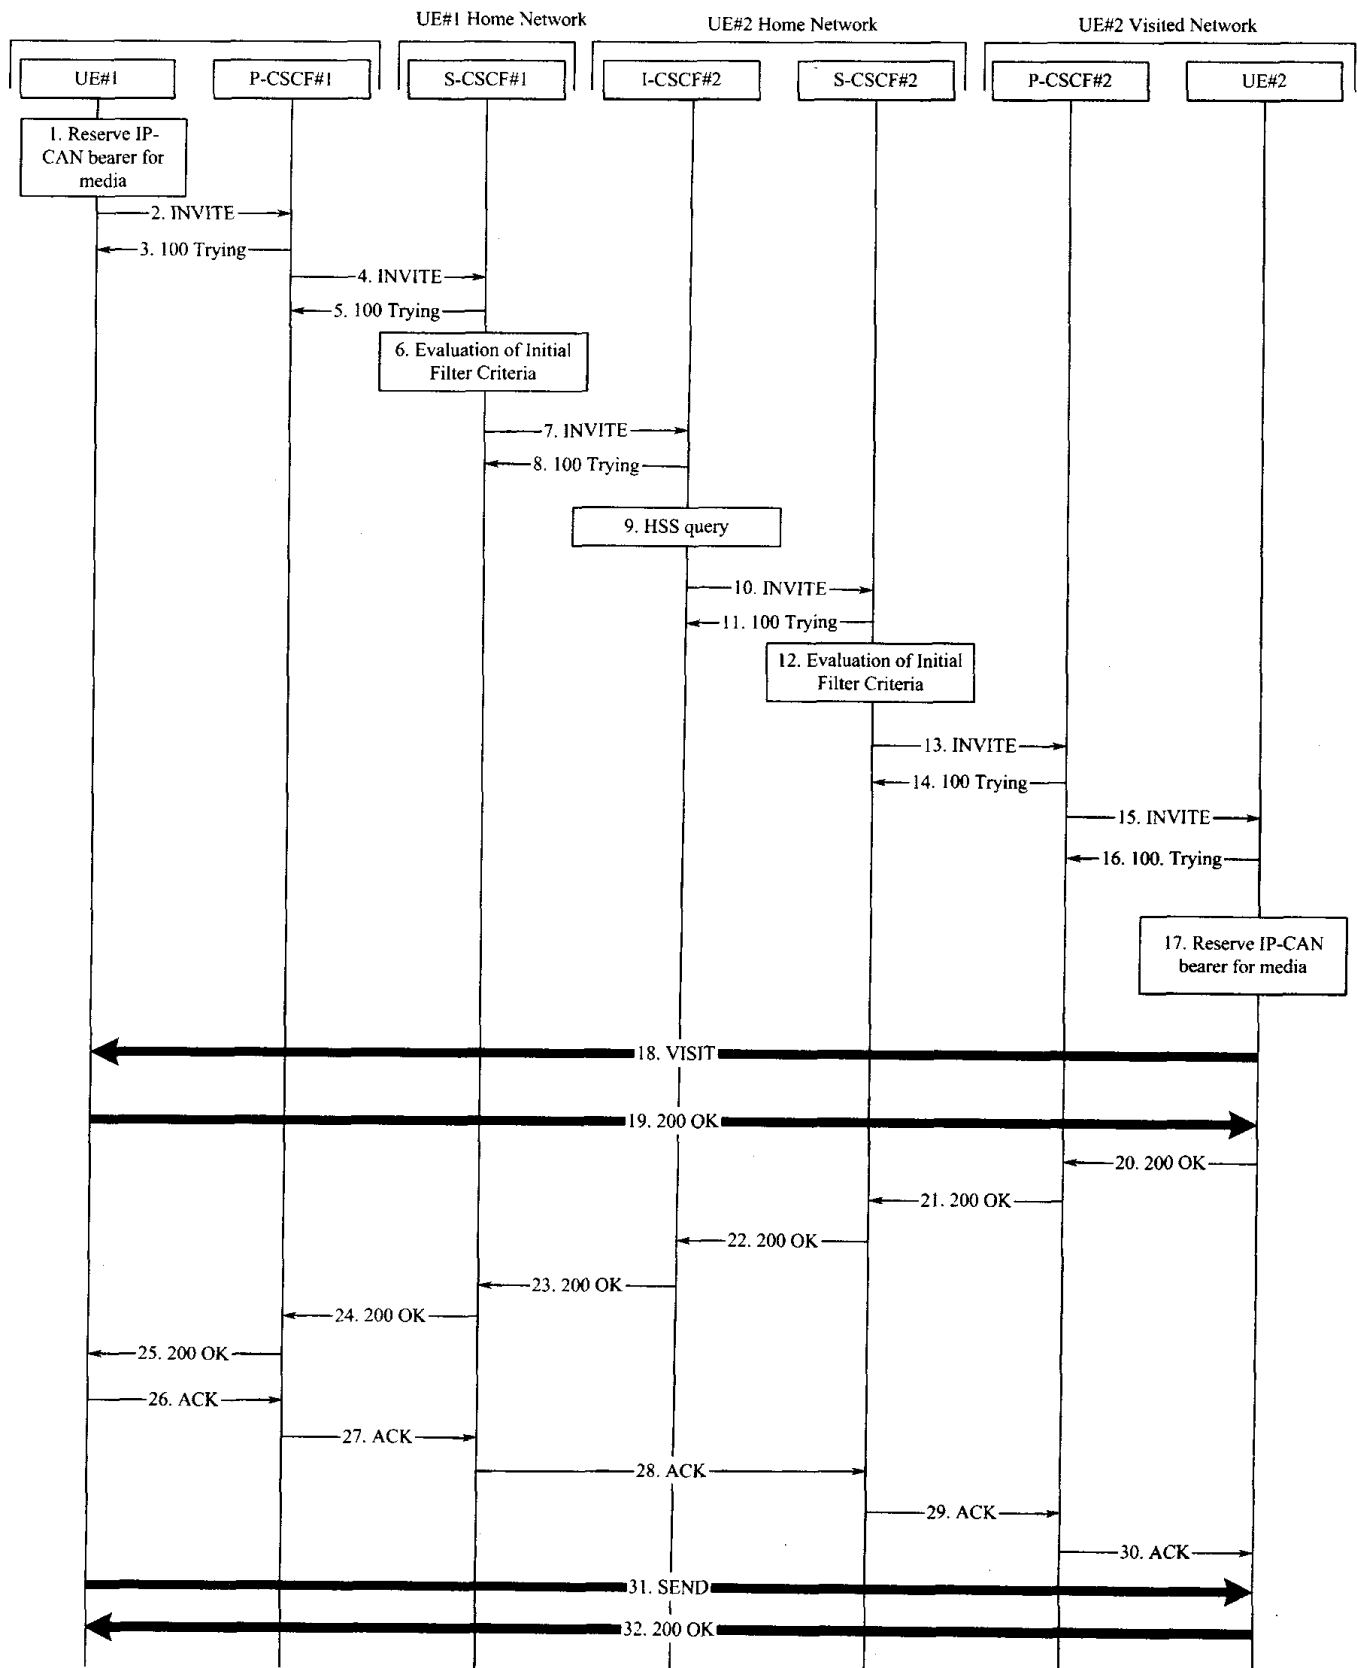 UE#1 Home Network
UE#2 Home Network
UE#2 Visited Network
UE#1
P-CSCF#1
S-CSCF#1
I-CSCF#2
S-CSCF#2
P-CSCF#2
UE#2
1. Reserve IP-
CAN bearer for
media
2. INVITE
3. 100 Trying
4. INVITE
5. 100 Trying
6. Evaluation of Initial
Filter Criteria
7. INVITE
8. 100 Trying
9. HSS query
10. INVITE
11. 100 Trying
12. Evaluation of Initial
Filter Criteria
13. INVITE
14. 100 Trying
15. INVITE
16. 100. Trying
17. Reserve IP-CAN
bearer for media
18. VISIT
19. 200 OK
20. 200 OK
21. 200 OK
22. 200 OK
23. 200 OK
24. 200 OK
25. 200 OK
26. ACK
27. ACK
28. ACK
29. ACK
30. ACK
31. SEND
32. 200 OK